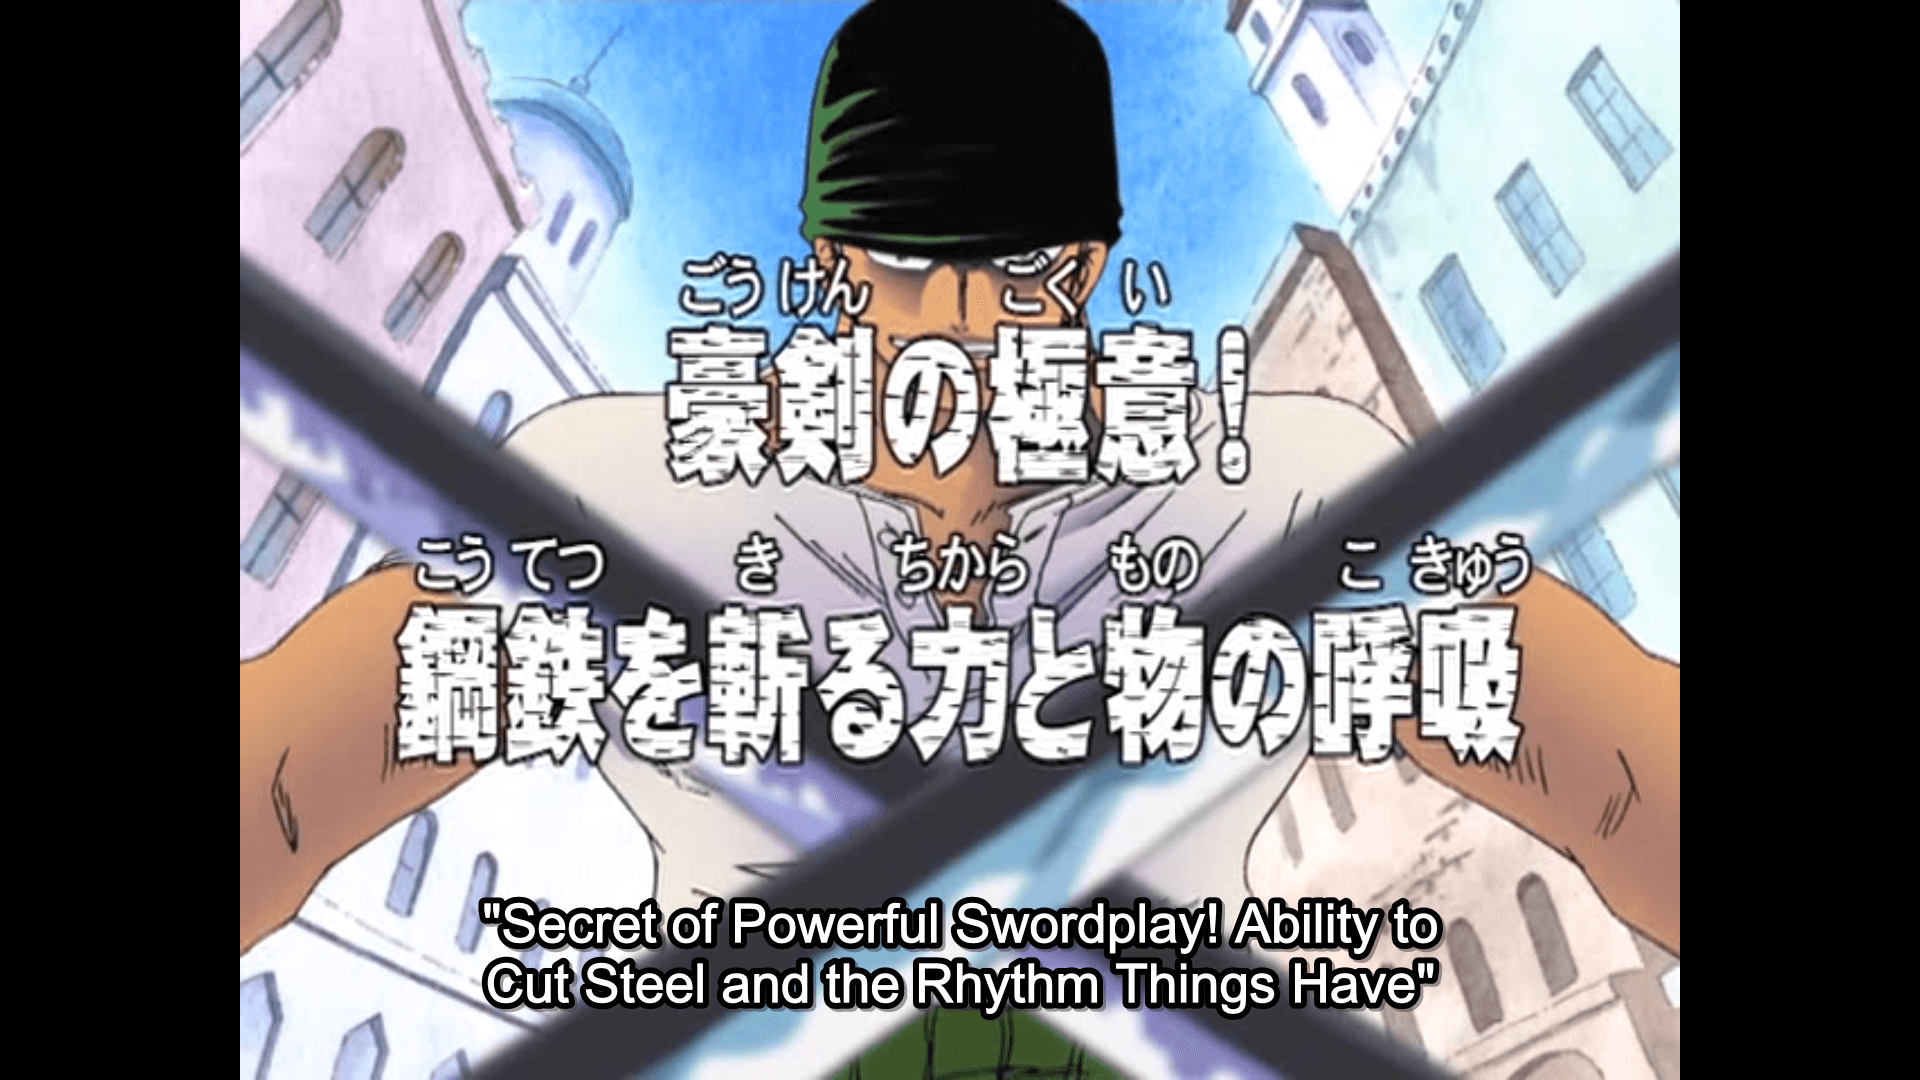 ごうけん ごくい
豪剣の極意!
こうてつ き ちから もの こきゅう
鋼鉄を斬る力と物の呼吸
"Secret of Powerful Swordplay! Ability to
Cut Steel and the Rhythm Things Have"